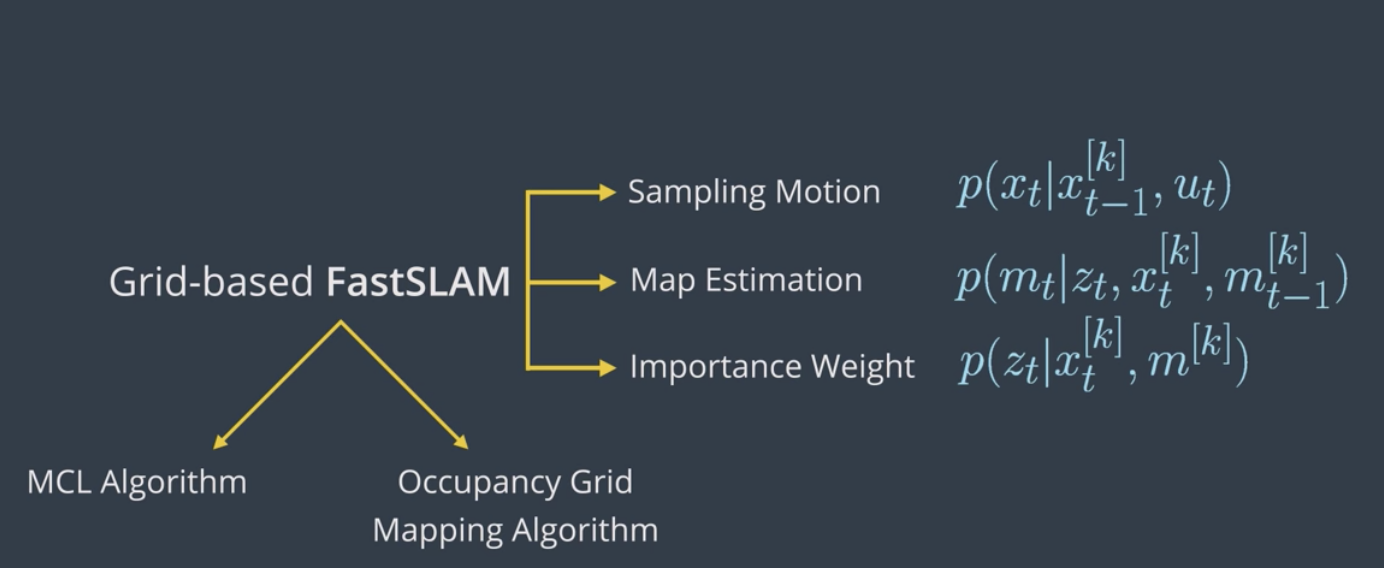 Sampling Motion p(x_t|x_{t-1}^{[k]}, u_t)
Grid-based FastSLAM
Map Estimation p(m_t|z_t, x_t^{[k]}, m_{t-1}^{[k]})
Importance Weight p(z_t|x_t^{[k]}, m^{[k]})
MCL Algorithm
Occupancy Grid
Mapping Algorithm